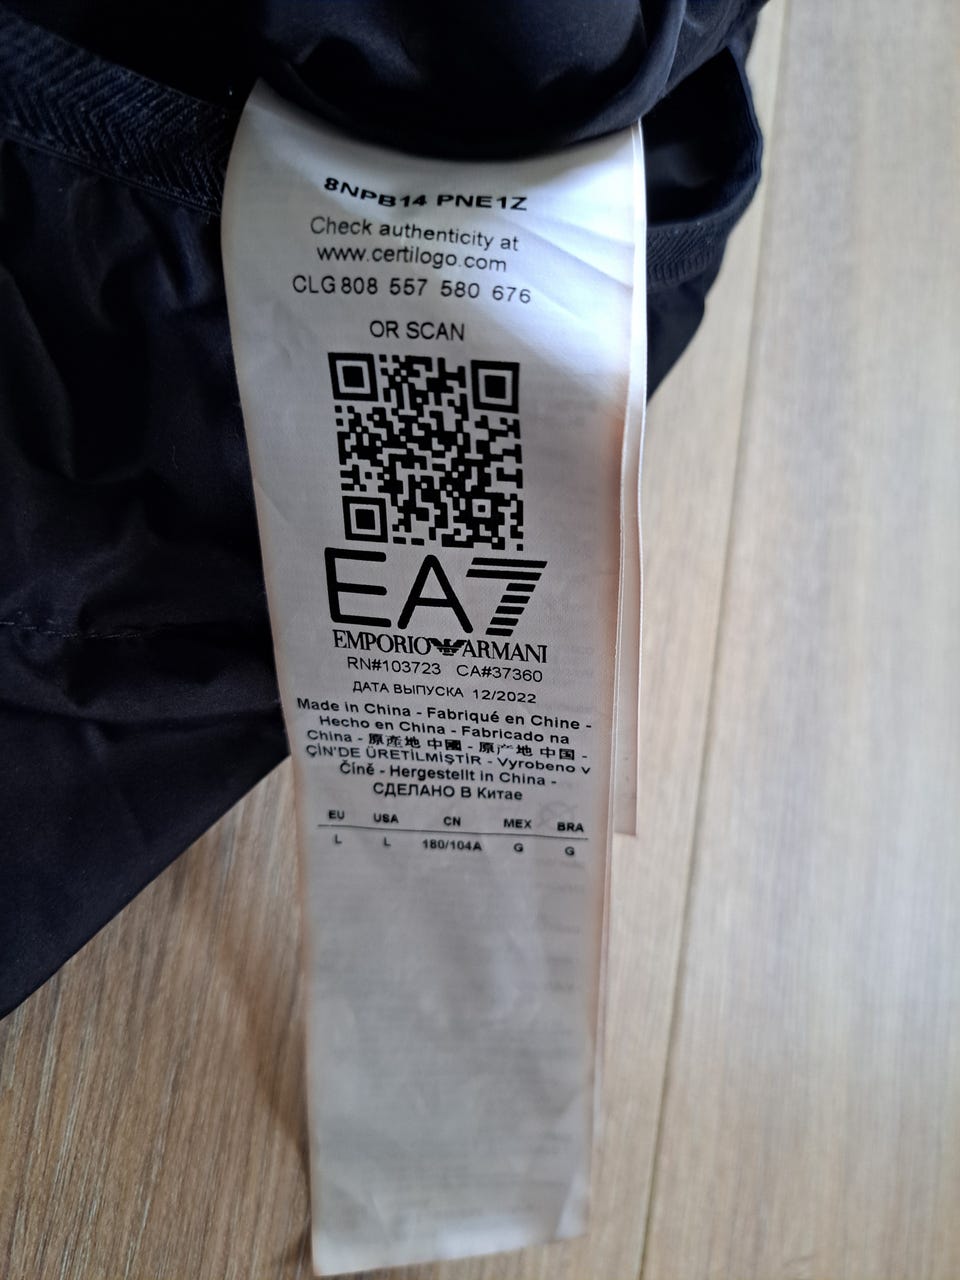 8NPB14 PNE1Z
Check authenticity at
www.certilogo.com
CLG 808 557 580 676
OR SCAN
EA7
EMPORIO ARMANI
RN#103723 CA#37360
ДАТА ВЫПУСКА 12/2022
Made in China - Fabriqué en Chine -
Hecho en China - Fabricado na
China - 原產地 中國 - 原产地 中国 -
ÇİN'DE ÜRETİLMİŞTİR - Vyrobeno v
Číně - Hergestellt in China -
СДЕЛАНО В Китае
EU USA CN MEX BRA
L L 180/104A G G